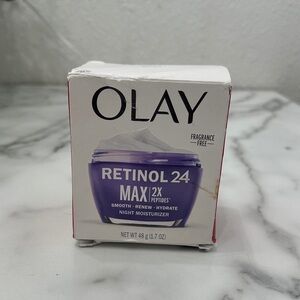 OLAY
FRAGRANCE
FREE
RETINOL 24
MAX 2X
PEPTIDES
SMOOTH · RENEW · HYDRATE
NIGHT MOISTURIZER
NET WT 48 g (1.7 OZ)